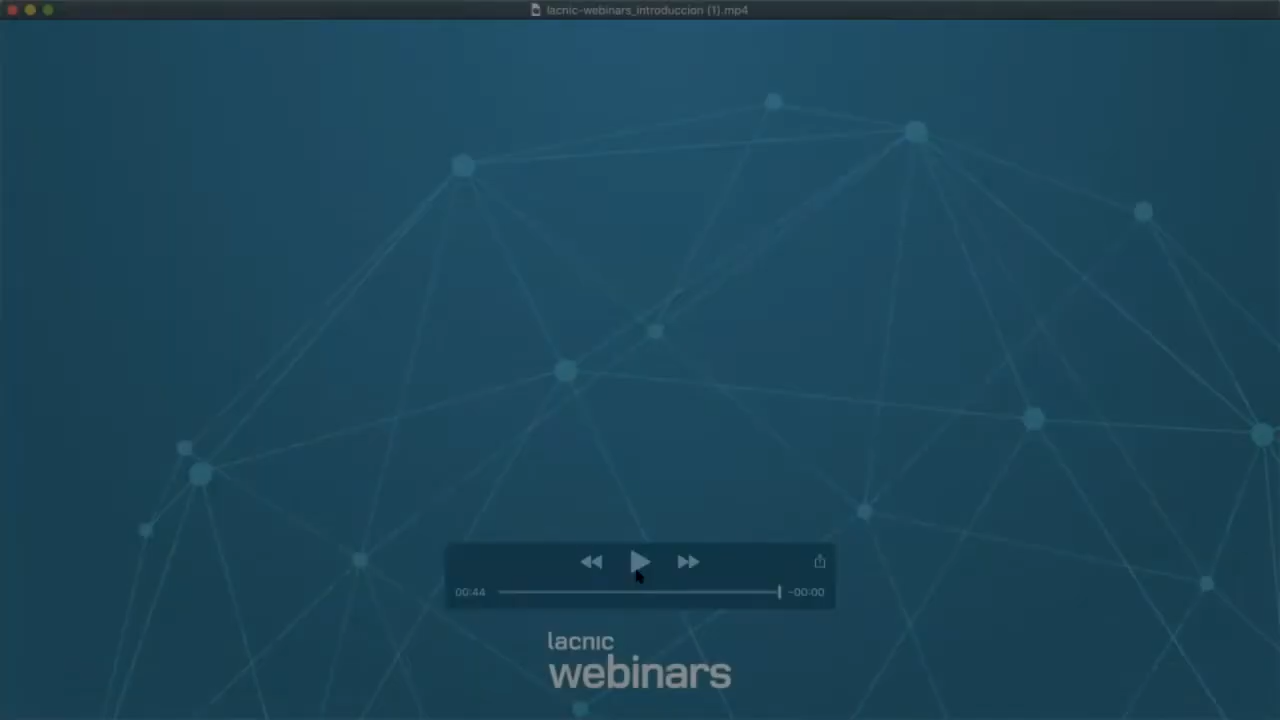 lacnic-webinars_introduccion (1).mp4
00:44
-00:00
lacnic
webinars